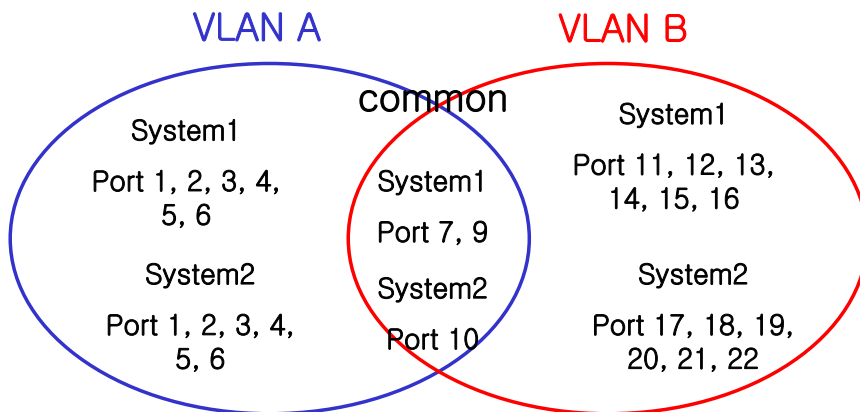 VLAN A
VLAN B
common
System1
Port 1, 2, 3, 4,
5, 6
System2
Port 1, 2, 3, 4,
5, 6
System1
Port 7, 9
System2
Port 10
System1
Port 11, 12, 13,
14, 15, 16
System2
Port 17, 18, 19,
20, 21, 22